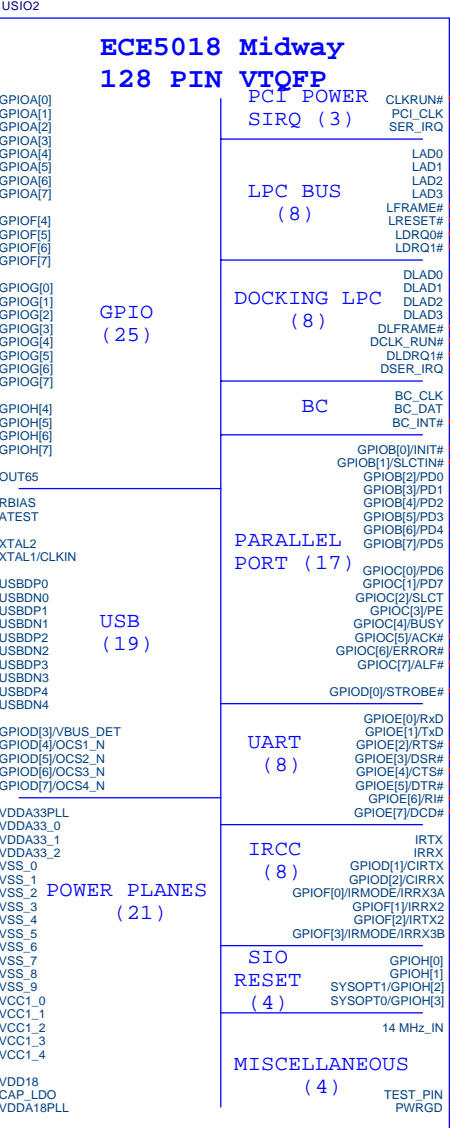 USIO2
ECE5018 Midway
128 PIN VTQFP
GPIOA[0]
GPIOA[1]
GPIOA[2]
GPIOA[3]
GPIOA[4]
GPIOA[5]
GPIOA[6]
GPIOA[7]
GPIOF[4]
GPIOF[5]
GPIOF[6]
GPIOF[7]
GPIOG[0]
GPIOG[1]
GPIOG[2]
GPIOG[3]
GPIOG[4]
GPIOG[5]
GPIOG[6]
GPIOG[7]
GPIOH[4]
GPIOH[5]
GPIOH[6]
GPIOH[7]
OUT65
GPIO
(25)
RBIAS
ATEST
XTAL2
XTAL1/CLKIN
USBDP0
USBDN0
USBDP1
USBDN1
USBDP2
USBDN2
USBDP3
USBDN3
USBDP4
USBDN4
GPIOD[3]/VBUS_DET
GPIOD[4]/OCS1_N
GPIOD[5]/OCS2_N
GPIOD[6]/OCS3_N
GPIOD[7]/OCS4_N
USB
(19)
VDDA33PLL
VDDA33_0
VDDA33_1
VDDA33_2
VSS_0
VSS_1
VSS_2
VSS_3
VSS_4
VSS_5
VSS_6
VSS_7
VSS_8
VSS_9
VCC1_0
VCC1_1
VCC1_2
VCC1_3
VCC1_4
VDD18
CAP_LDO
VDDA18PLL
POWER PLANES
(21)
PCI POWER
SIRQ (3)
CLKRUN#
PCI_CLK
SER_IRQ
LPC BUS
(8)
LAD0
LAD1
LAD2
LAD3
LFRAME#
LRESET#
LDRQ0#
LDRQ1#
DOCKING LPC
(8)
DLAD0
DLAD1
DLAD2
DLAD3
DLFRAME#
DCLK_RUN#
DLDRQ1#
DSER_IRQ
BC
BC_CLK
BC_DAT
BC_INT#
PARALLEL
PORT (17)
GPIOB[0]/INIT#
GPIOB[1]/SLCTIN#
GPIOB[2]/PD0
GPIOB[3]/PD1
GPIOB[4]/PD2
GPIOB[5]/PD3
GPIOB[6]/PD4
GPIOB[7]/PD5
GPIOC[0]/PD6
GPIOC[1]/PD7
GPIOC[2]/SLCT
GPIOC[3]/PE
GPIOC[4]/BUSY
GPIOC[5]/ACK#
GPIOC[6]/ERROR#
GPIOC[7]/ALF#
GPIOD[0]/STROBE#
UART
(8)
GPIOE[0]/RxD
GPIOE[1]/TxD
GPIOE[2]/RTS#
GPIOE[3]/DSR#
GPIOE[4]/CTS#
GPIOE[5]/DTR#
GPIOE[6]/RI#
GPIOE[7]/DCD#
IRCC
(8)
IRTX
IRRX
GPIOD[1]/CIRTX
GPIOD[2]/CIRRX
GPIOF[0]/IRMODE/IRRX3A
GPIOF[1]/IRRX2
GPIOF[2]/IRTX2
GPIOF[3]/IRMODE/IRRX3B
SIO
RESET
(4)
GPIOH[0]
GPIOH[1]
SYSOPT1/GPIOH[2]
SYSOPT0/GPIOH[3]
MISCELLANEOUS
(4)
14 MHz_IN
TEST_PIN
PWRGD